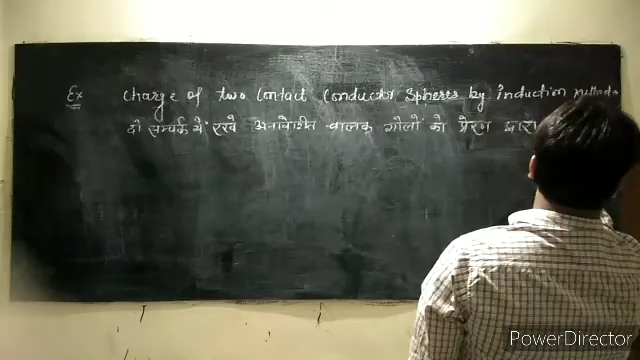 Ex Charge of two Contact Conductor Spheres by induction method
दो सम्पर्क में रखे अनावेशित चालक गोलों को प्रेरण द्वारा
PowerDirector